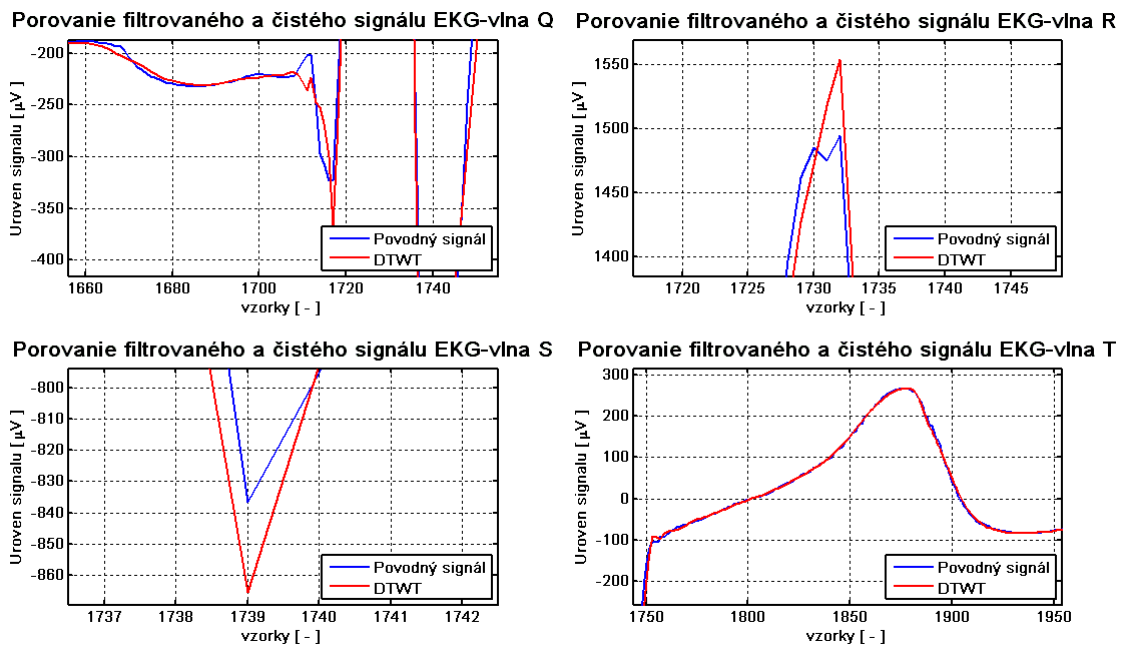 Porovanie filtrovaného a čistého signálu EKG-vlna Q
Uroven signalu [ µV ]
-200
-250
-300
-350
-400
1660
1680
1700
1720
1740
vzorky [ - ]
Povodný signál
DTWT
Porovanie filtrovaného a čistého signálu EKG-vlna R
Uroven signalu [ µV ]
1550
1500
1450
1400
1720
1725
1730
1735
1740
1745
vzorky [ - ]
Povodný signál
DTWT
Porovanie filtrovaného a čistého signálu EKG-vlna S
Uroven signalu [ µV ]
-800
-810
-820
-830
-840
-850
-860
1737
1738
1739
1740
1741
1742
vzorky [ - ]
Povodný signál
DTWT
Porovanie filtrovaného a čistého signálu EKG-vlna T
Uroven signalu [ µV ]
300
200
100
0
-100
-200
1750
1800
1850
1900
1950
vzorky [ - ]
Povodný signál
DTWT